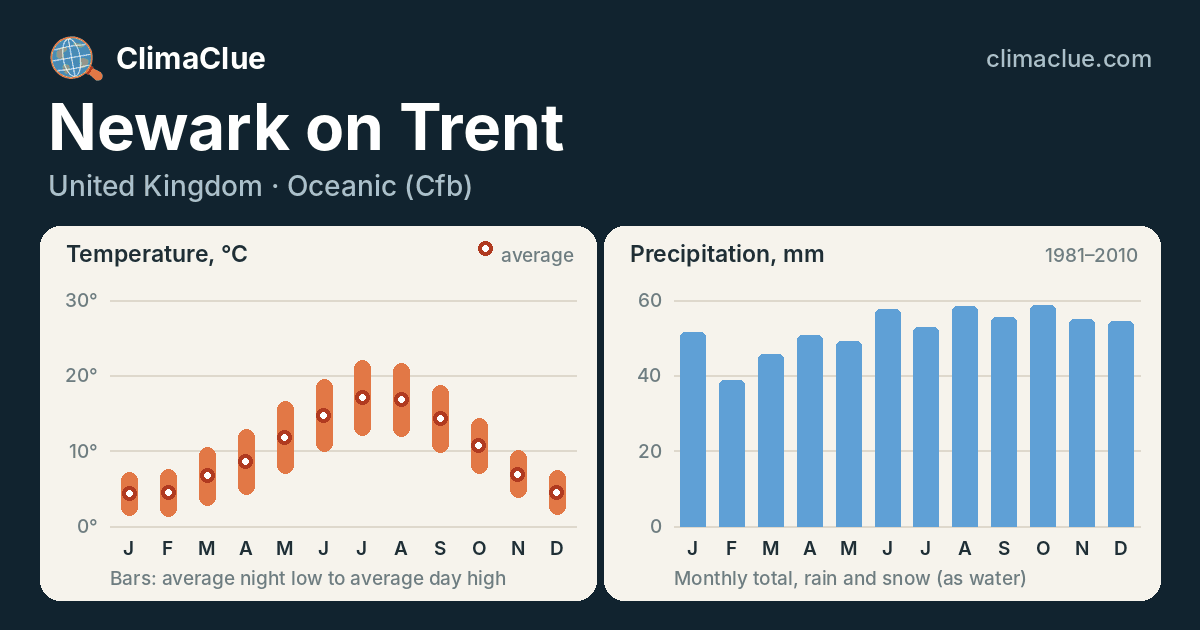 ClimaClue
climaclue.com
Newark on Trent
United Kingdom · Oceanic (Cfb)
Temperature, °C
average
30°
20°
10°
0°
J F M A M J J A S O N D
Bars: average night low to average day high
Precipitation, mm
1981–2010
60
40
20
0
J F M A M J J A S O N D
Monthly total, rain and snow (as water)